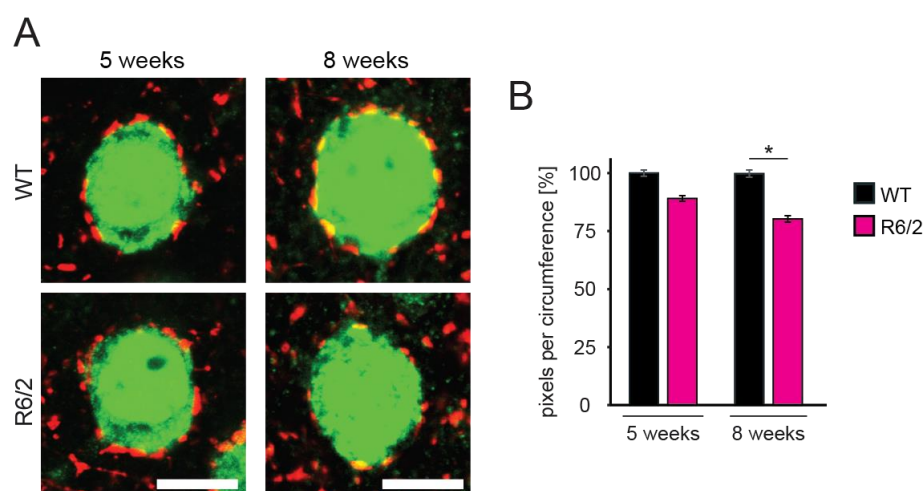 A
5 weeks
8 weeks
WT
R6/2
B
pixels per circumference [%]
100
75
50
25
0
*
WT
R6/2
5 weeks
8 weeks